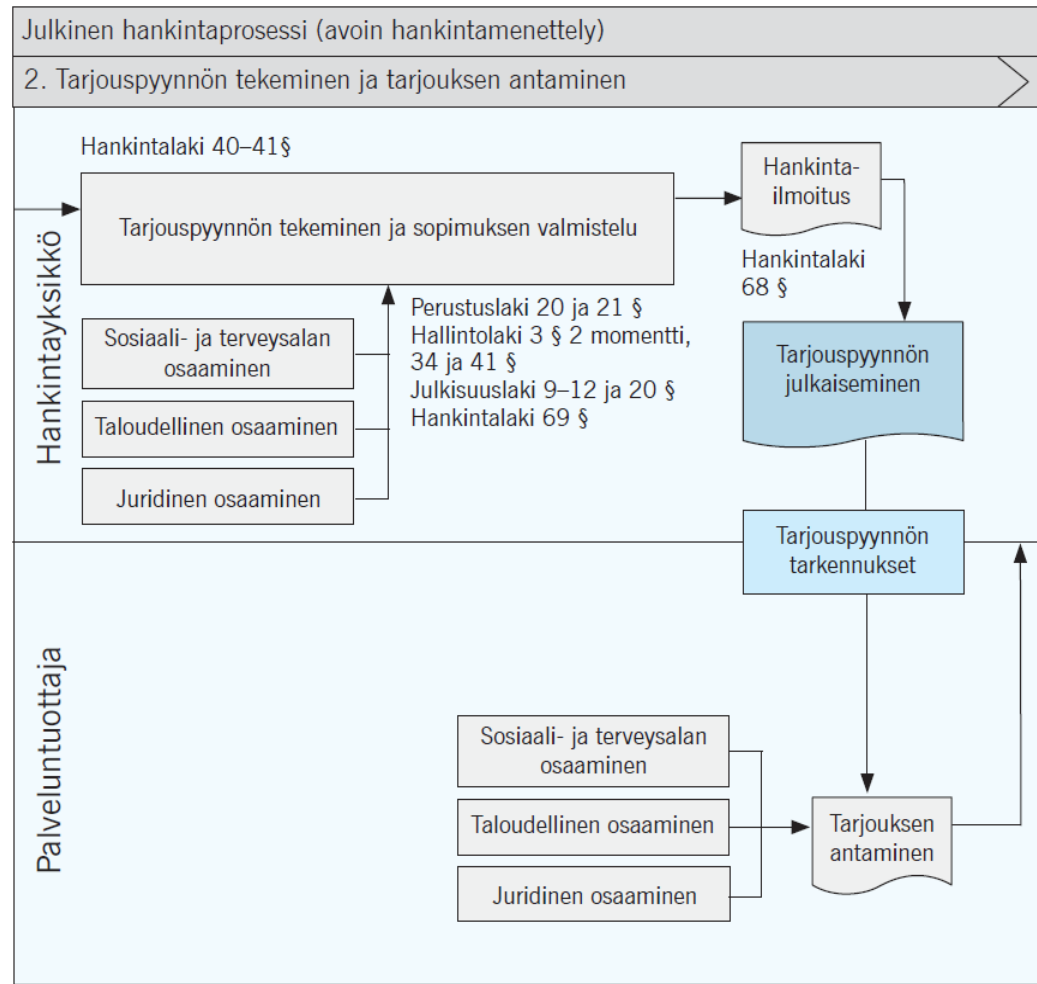 Julkinen hankintaprosessi (avoin hankintamenettely)
2. Tarjouspyynnön tekeminen ja tarjouksen antaminen
Hankintayksikkö
Hankintalaki 40–41 §
Tarjouspyynnön tekeminen ja sopimuksen valmistelu
Hankinta-
ilmoitus
Hankintalaki
68 §
Perustuslaki 20 ja 21 §
Hallintolaki 3 § 2 momentti,
34 ja 41 §
Julkisuuslaki 9–12 ja 20 §
Hankintalaki 69 §
Sosiaali- ja terveysalan
osaaminen
Taloudellinen osaaminen
Juridinen osaaminen
Tarjouspyynnön
julkaiseminen
Tarjouspyynnön
tarkennukset
Palveluntuottaja
Sosiaali- ja terveysalan
osaaminen
Taloudellinen osaaminen
Juridinen osaaminen
Tarjouksen
antaminen